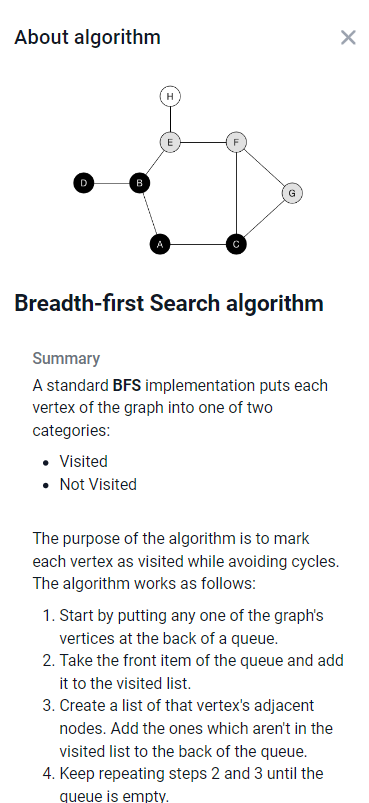 About algorithm
H
E
F
D
B
G
A
C
Breadth-first Search algorithm
Summary
A standard BFS implementation puts each
vertex of the graph into one of two
categories:
• Visited
• Not Visited
The purpose of the algorithm is to mark
each vertex as visited while avoiding cycles.
The algorithm works as follows:
1. Start by putting any one of the graph's
vertices at the back of a queue.
2. Take the front item of the queue and add
it to the visited list.
3. Create a list of that vertex's adjacent
nodes. Add the ones which aren't in the
visited list to the back of the queue.
4. Keep repeating steps 2 and 3 until the
queue is empty.